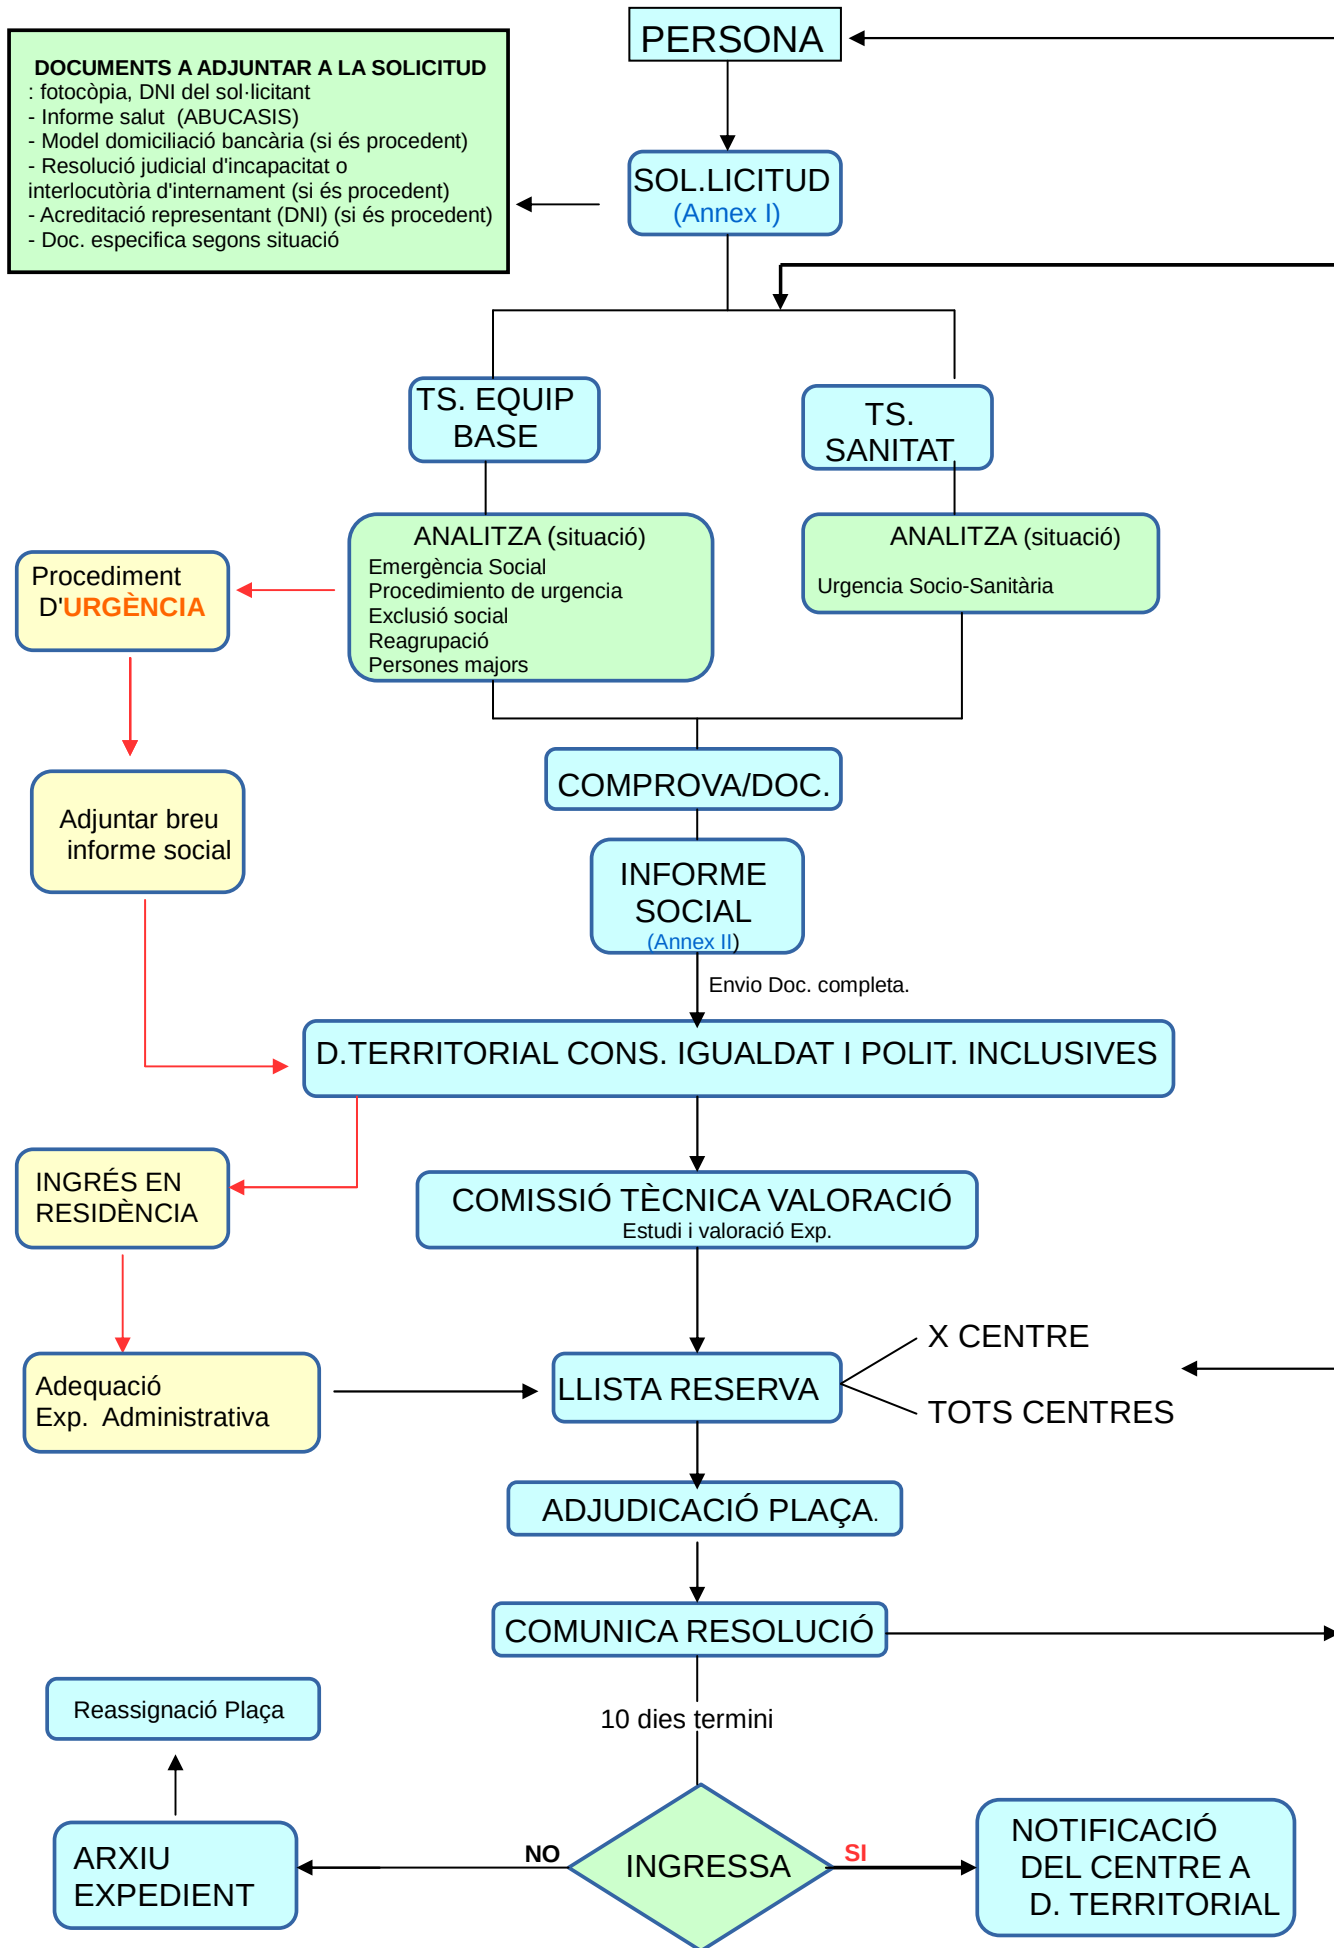 PERSONA
DOCUMENTS A ADJUNTAR A LA SOLICITUD
: fotocòpia, DNI del sol·licitant
- Informe salut (ABUCASIS)
- Model domiciliació bancària (si és procedent)
- Resolució judicial d'incapacitat o
interlocutòria d'internament (si és procedent)
- Acreditació representant (DNI) (si és procedent)
- Doc. especifica segons situació
SOL.LICITUD
(Annex I)
TS. EQUIP
BASE
TS.
SANITAT
ANALITZA (situació)
Emergència Social
Procedimiento de urgencia
Exclusió social
Reagrupació
Persones majors
ANALITZA (situació)
Urgencia Socio-Sanitària
Procediment
D'URGÈNCIA
Adjuntar breu
informe social
COMPROVA/DOC.
INFORME
SOCIAL
(Annex II)
Envio Doc. completa.
D.TERRITORIAL CONS. IGUALDAT I POLIT. INCLUSIVES
INGRÉS EN
RESIDÈNCIA
COMISSIÓ TÈCNICA VALORACIÓ
Estudi i valoració Exp.
Adequació
Exp. Administrativa
LLISTA RESERVA
X CENTRE
TOTS CENTRES
ADJUDICACIÓ PLAÇA.
COMUNICA RESOLUCIÓ
Reassignació Plaça
10 dies termini
ARXIU
EXPEDIENT
NO
INGRESSA
SI
NOTIFICACIÓ
DEL CENTRE A
D. TERRITORIAL